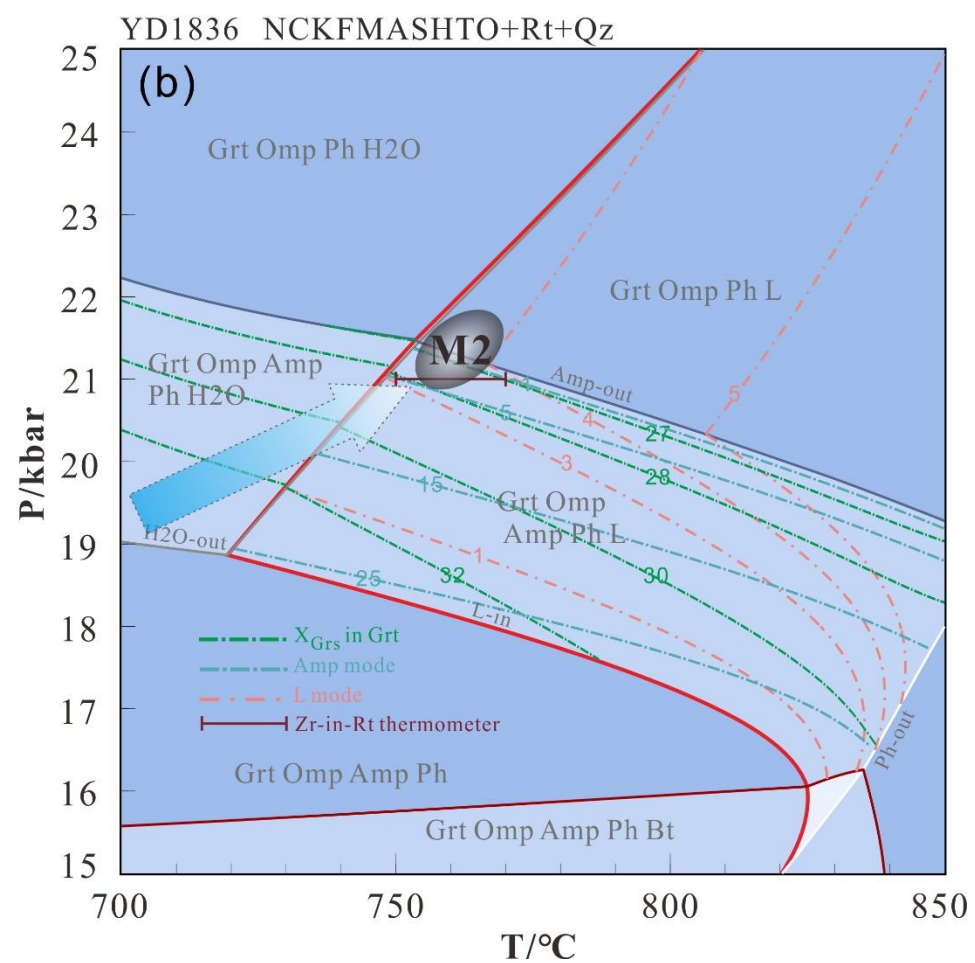 YD1836 NCKFMASHTO+Rt+Qz
(b)
P/kbar
25
24
23
22
21
20
19
18
17
16
15
Grt Omp Ph H2O
Grt Omp Ph L
M2
Grt Omp Amp
Ph H2O
Amp-out
5
1
4
5
27
3
28
15
Grt Omp
Amp Ph L
H2O-out
1
32
30
25
L-in
X_Grs in Grt
Amp mode
L mode
Zr-in-Rt thermometer
Ph-out
Grt Omp Amp Ph
Grt Omp Amp Ph Bt
700
750
800
850
T/°C